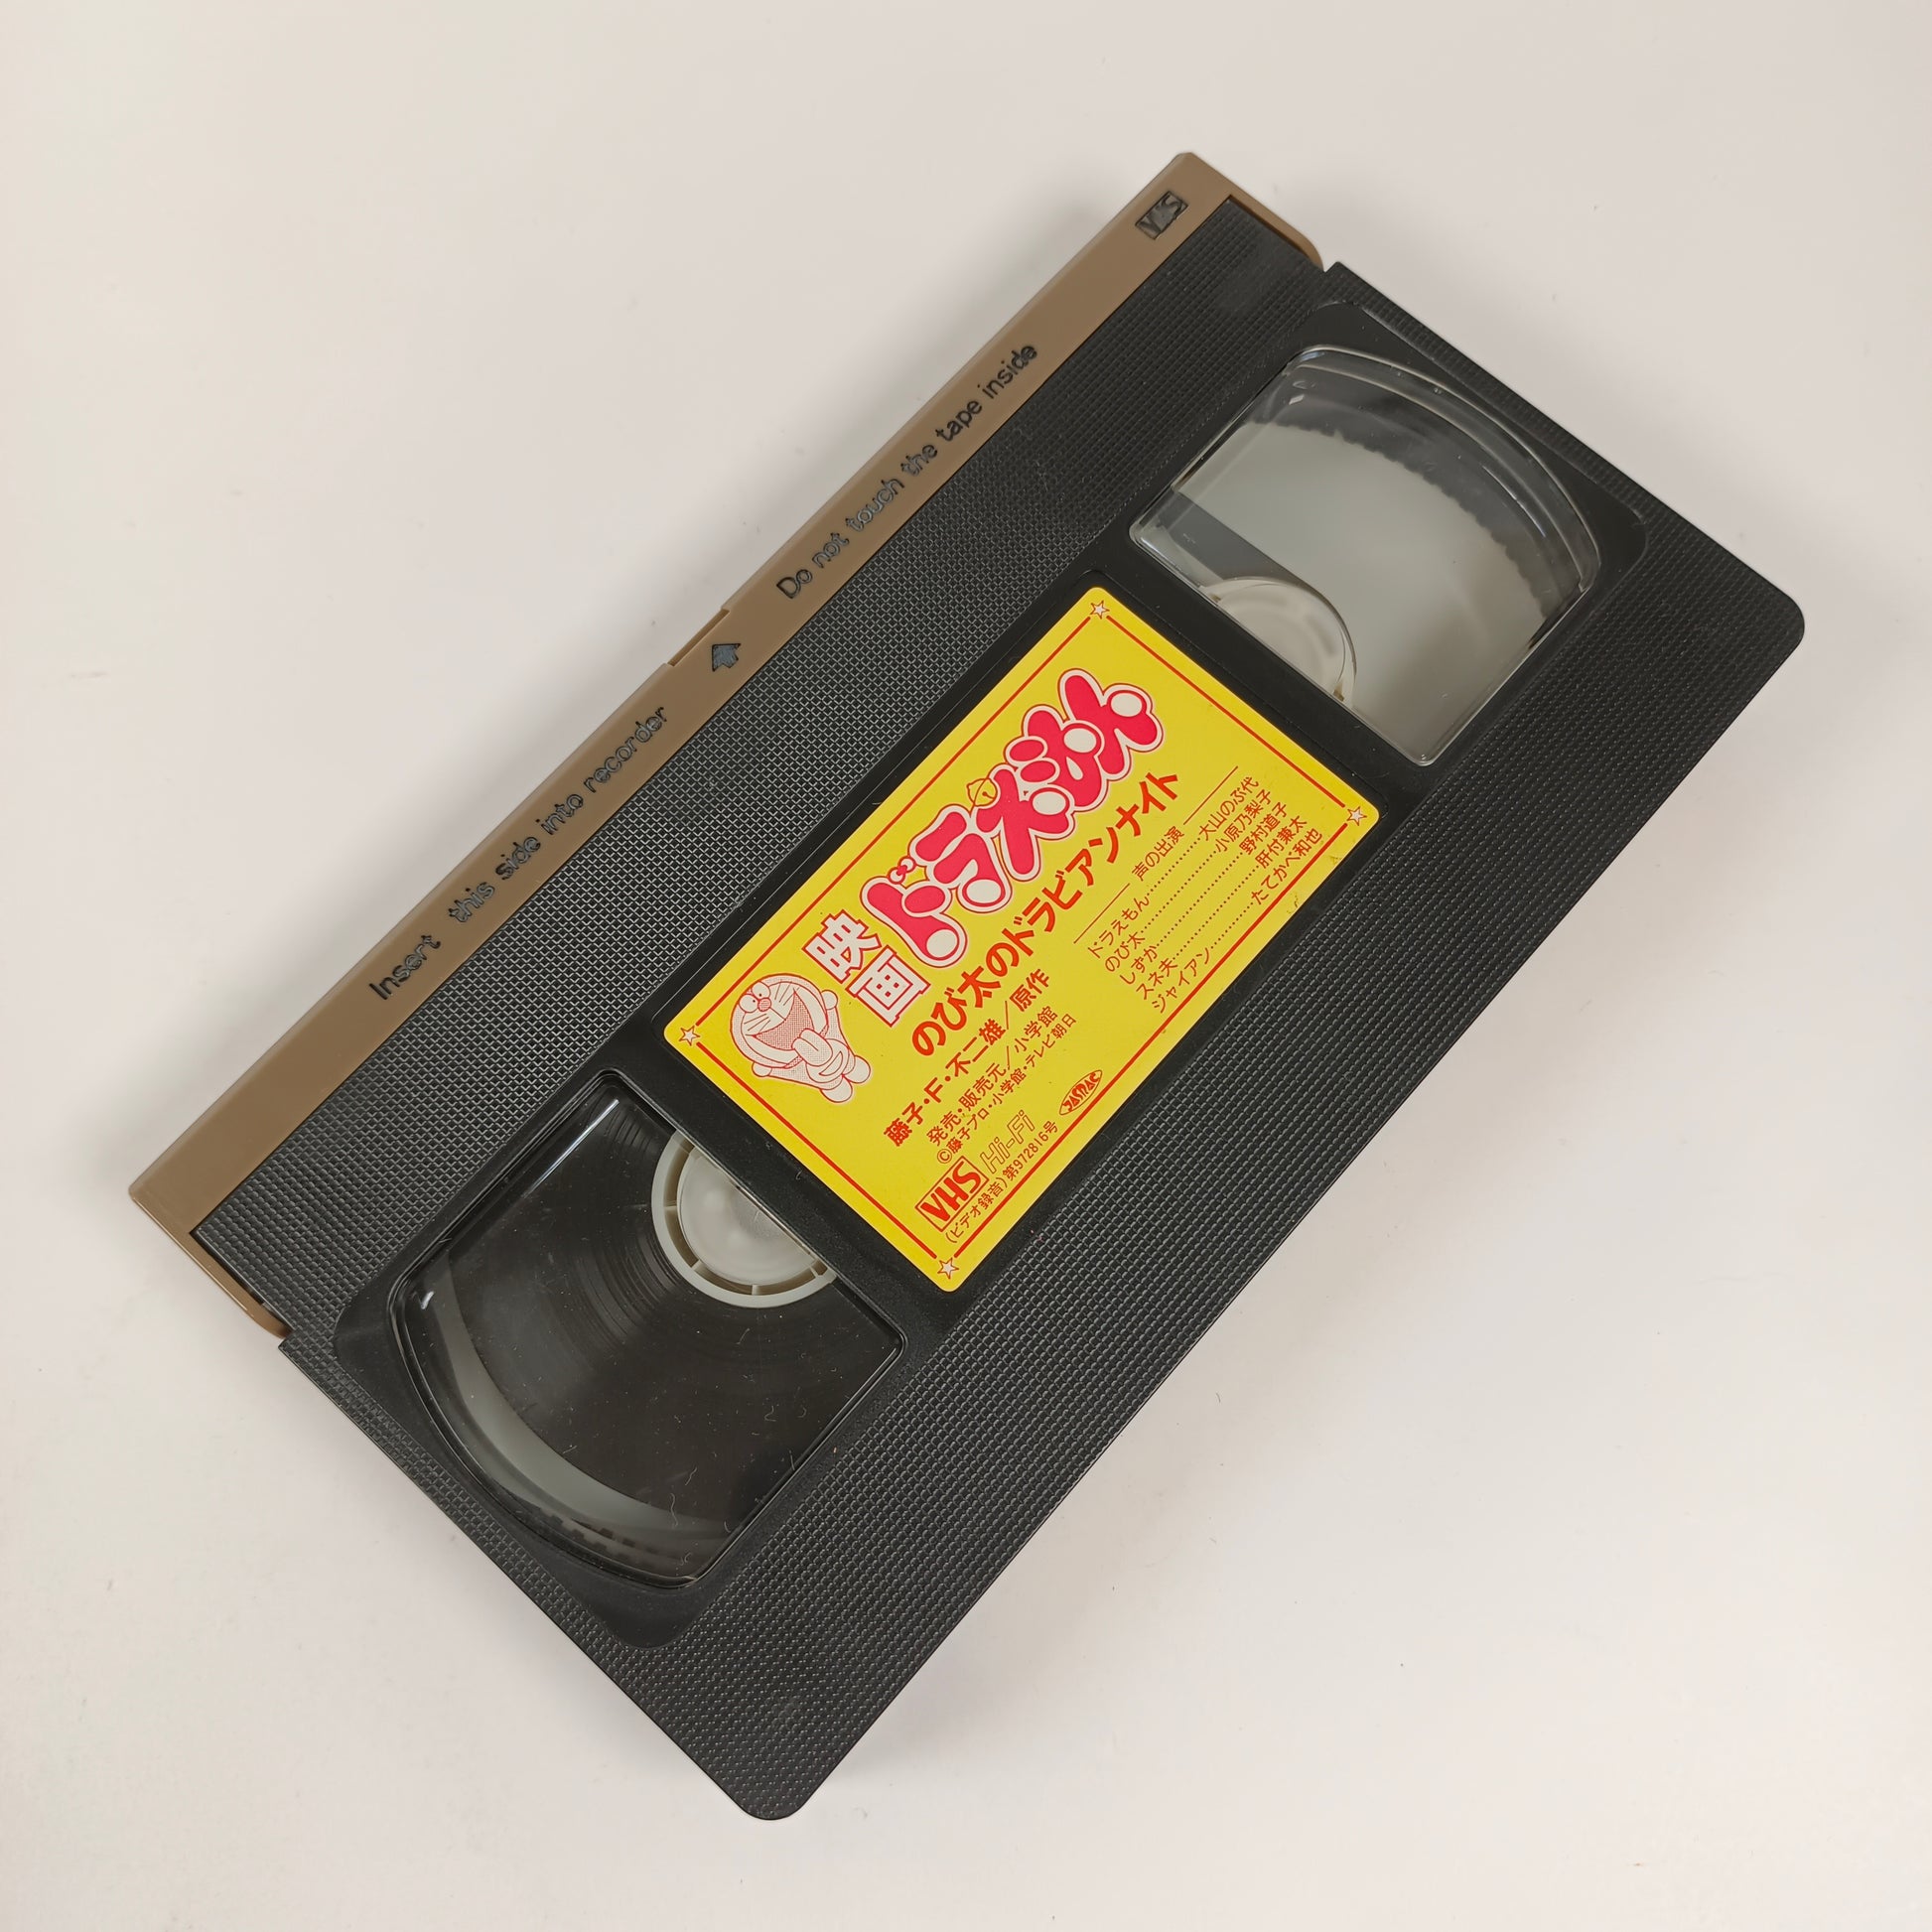 VHS
Insert this side into recorder
Do not touch the tape inside
映画
ドラえもん
のび太のドラビアンナイト
藤子・F・不二雄／原作
発売：販売元／小学館
©藤子プロ・小学館・テレビ朝日
VHS Hi-Fi
JASRAC
(ビデオ録音)第972816号
声の出演
ドラえもん………大山のぶ代
のび太………小原乃梨子
しずか………野村道子
スネ夫………肝付兼太
ジャイアン………たてかべ和也